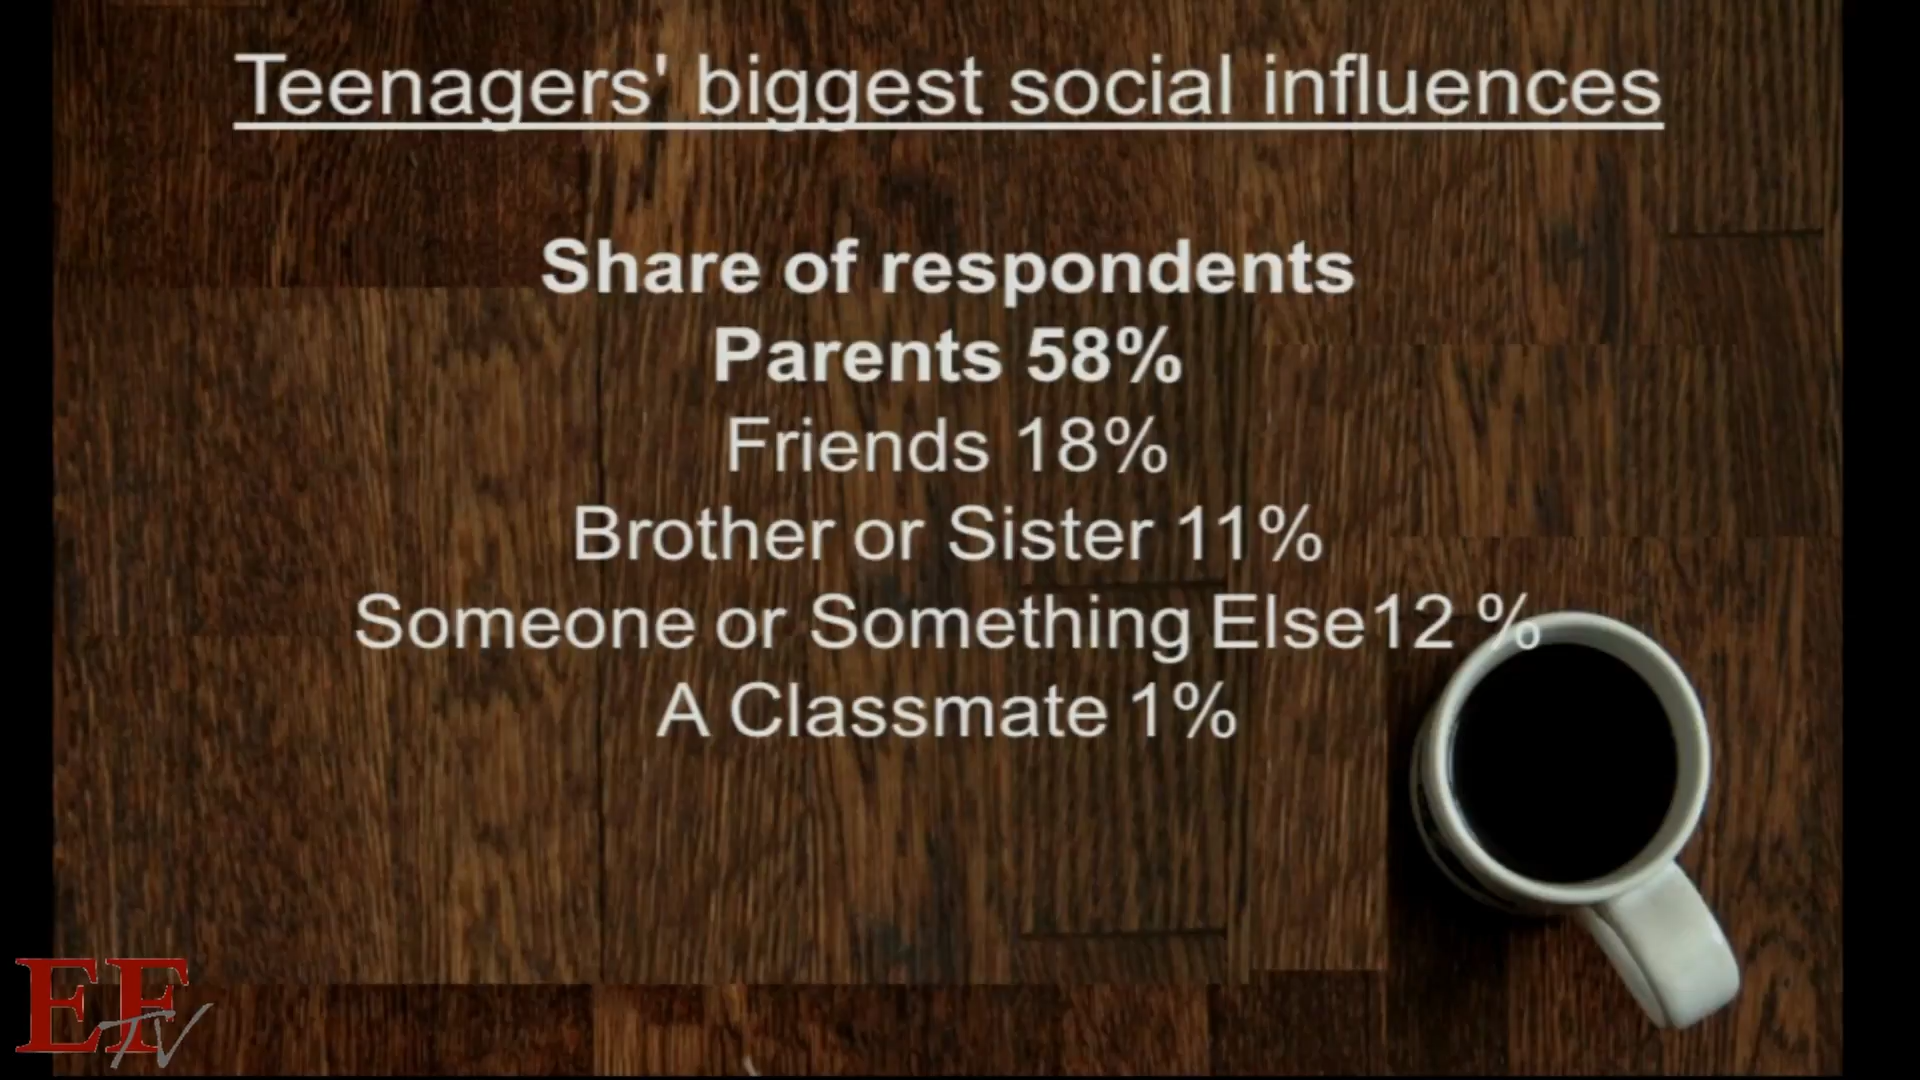 Teenagers' biggest social influences
Share of respondents
Parents 58%
Friends 18%
Brother or Sister 11%
Someone or Something Else12 %
A Classmate 1%
EF
TV